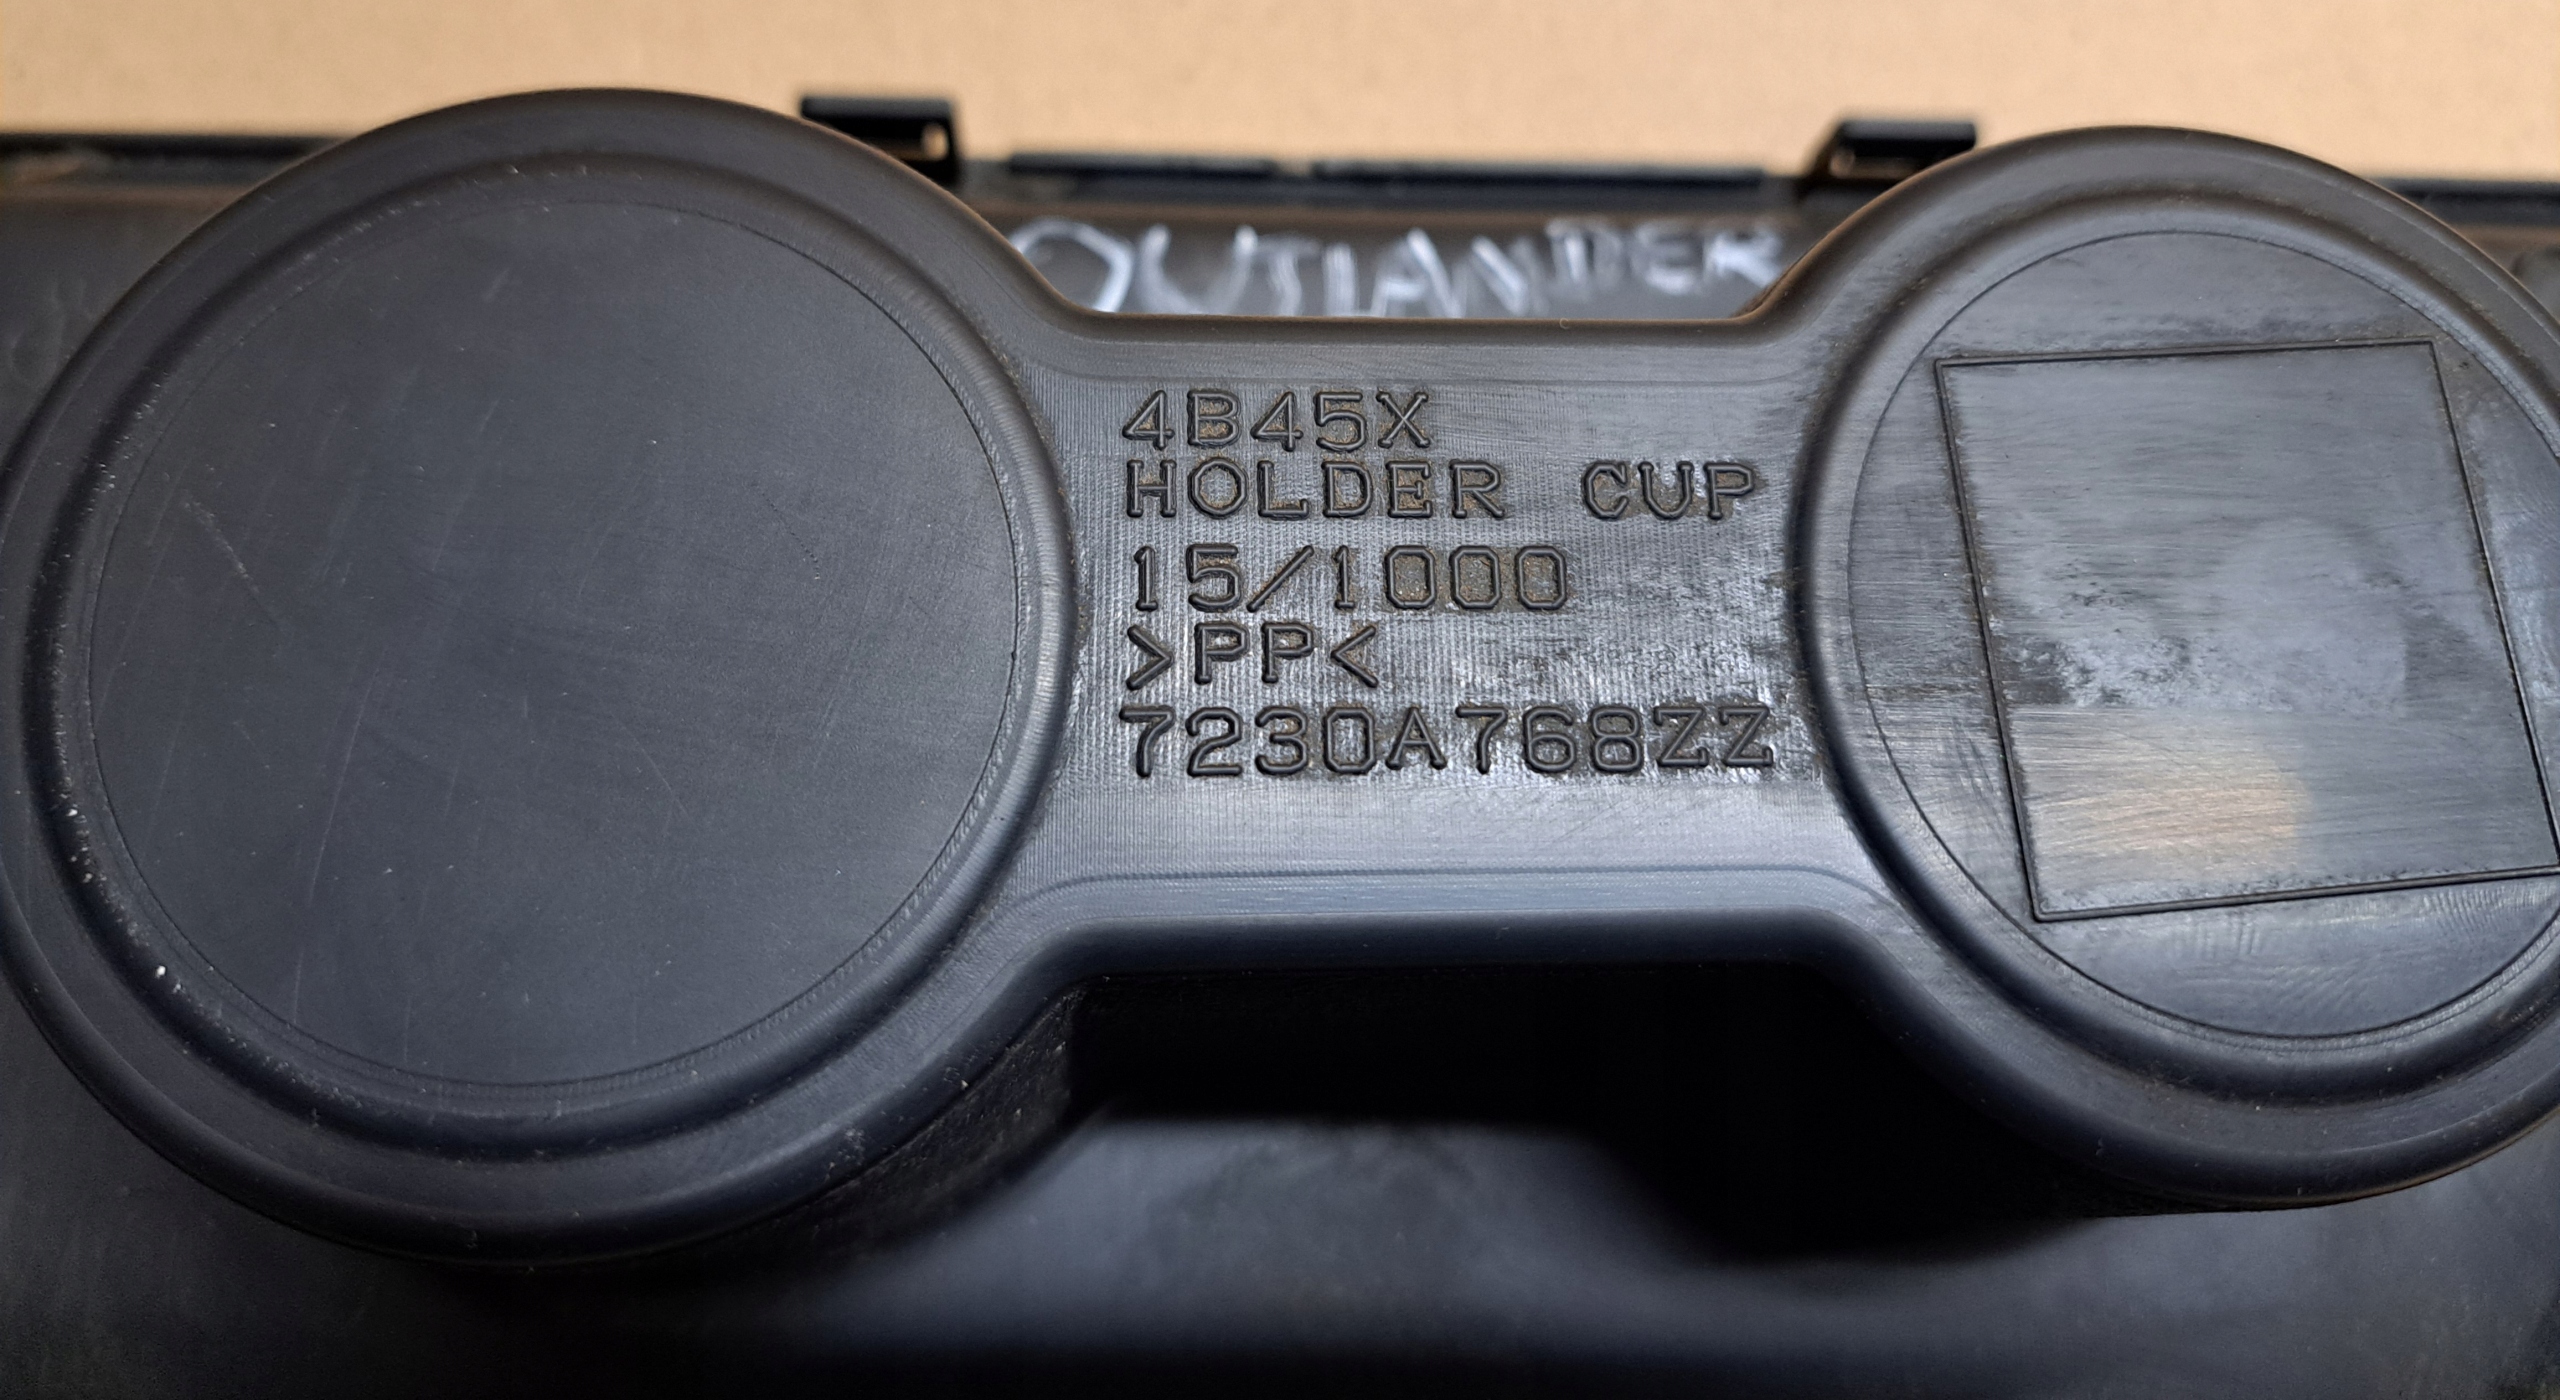 OUTLANDER
4B45X
HOLDER CUP
15/1000
>PP<
7230A768ZZ